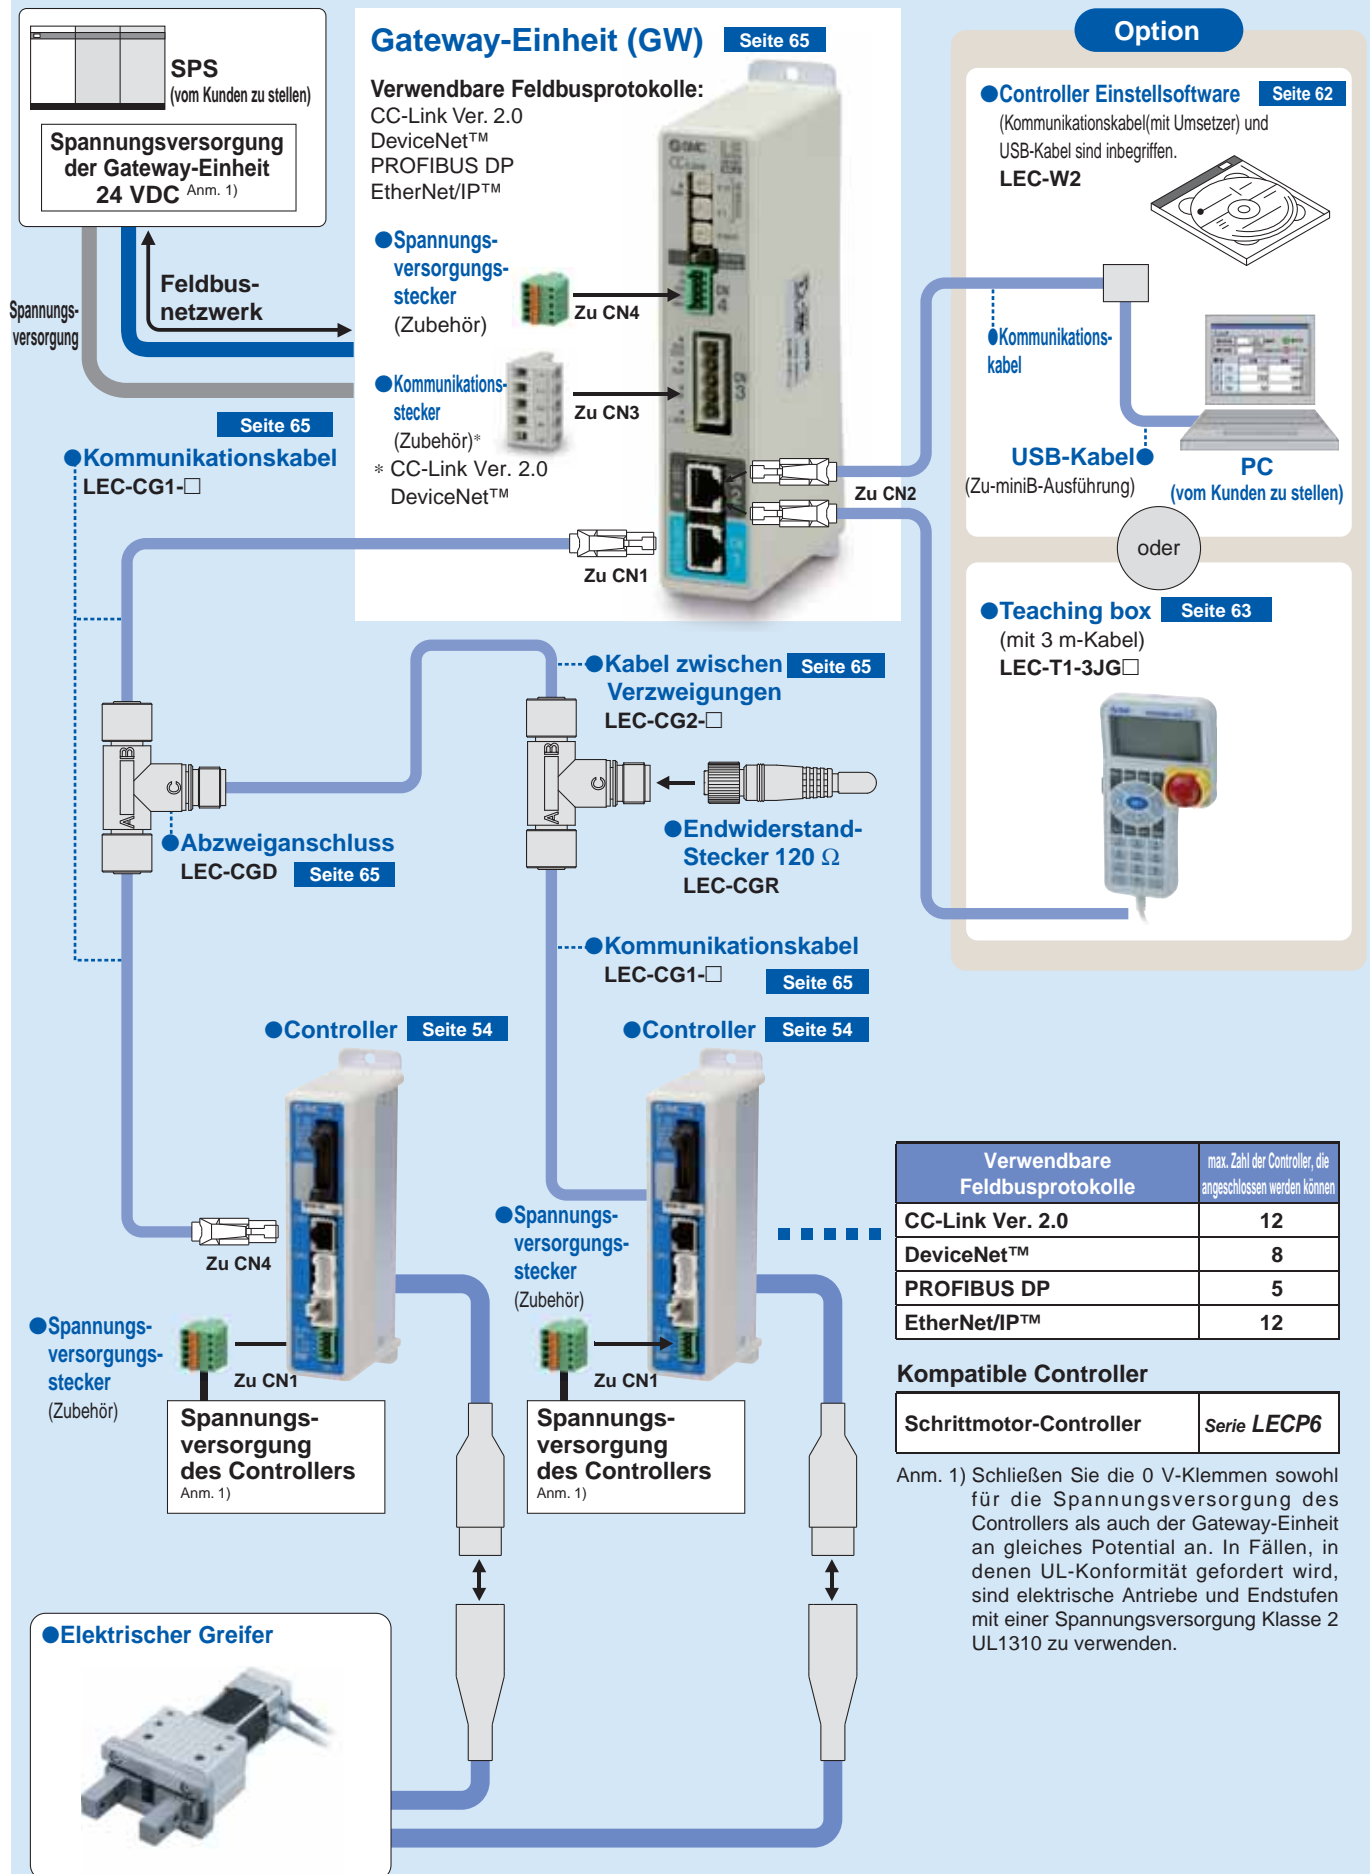 SPS
(vom Kunden zu stellen)
Spannungsversorgung
der Gateway-Einheit
24 VDC Anm. 1)
Feldbus-
netzwerk
Spannungs-
versorgung
Gateway-Einheit (GW) Seite 65
Verwendbare Feldbusprotokolle:
CC-Link Ver. 2.0
DeviceNet™
PROFIBUS DP
EtherNet/IP™
●Spannungs-
versorgungs-
stecker
(Zubehör)
Zu CN4
●Kommunikations-
stecker
(Zubehör)*
* CC-Link Ver. 2.0
DeviceNet™
Zu CN3
Zu CN2
Zu CN1
Option
●Controller Einstellsoftware Seite 62
(Kommunikationskabel(mit Umsetzer) und
USB-Kabel sind inbegriffen.
LEC-W2
●Kommunikations-
kabel
USB-Kabel●
(Zu-miniB-Ausführung)
PC
(vom Kunden zu stellen)
oder
●Teaching box Seite 63
(mit 3 m-Kabel)
LEC-T1-3JG□
Seite 65
●Kommunikationskabel
LEC-CG1-□
●Kabel zwischen Seite 65
Verzweigungen
LEC-CG2-□
A B C
A B C
●Abzweiganschluss
LEC-CGD Seite 65
●Endwiderstand-
Stecker 120 Ω
LEC-CGR
●Kommunikationskabel
LEC-CG1-□ Seite 65
●Controller Seite 54
●Controller Seite 54
Zu CN4
●Spannungs-
versorgungs-
stecker
(Zubehör)
Zu CN1
Spannungs-
versorgung
des Controllers
Anm. 1)
●Spannungs-
versorgungs-
stecker
(Zubehör)
Zu CN1
Spannungs-
versorgung
des Controllers
Anm. 1)
Verwendbare
Feldbusprotokolle
max. Zahl der Controller, die
angeschlossen werden können
CC-Link Ver. 2.0 12
DeviceNet™ 8
PROFIBUS DP 5
EtherNet/IP™ 12
Kompatible Controller
Schrittmotor-Controller Serie LECP6
Anm. 1) Schließen Sie die 0 V-Klemmen sowohl
für die Spannungsversorgung des
Controllers als auch der Gateway-Einheit
an gleiches Potential an. In Fällen, in
denen UL-Konformität gefordert wird,
sind elektrische Antriebe und Endstufen
mit einer Spannungsversorgung Klasse 2
UL1310 zu verwenden.
●Elektrischer Greifer